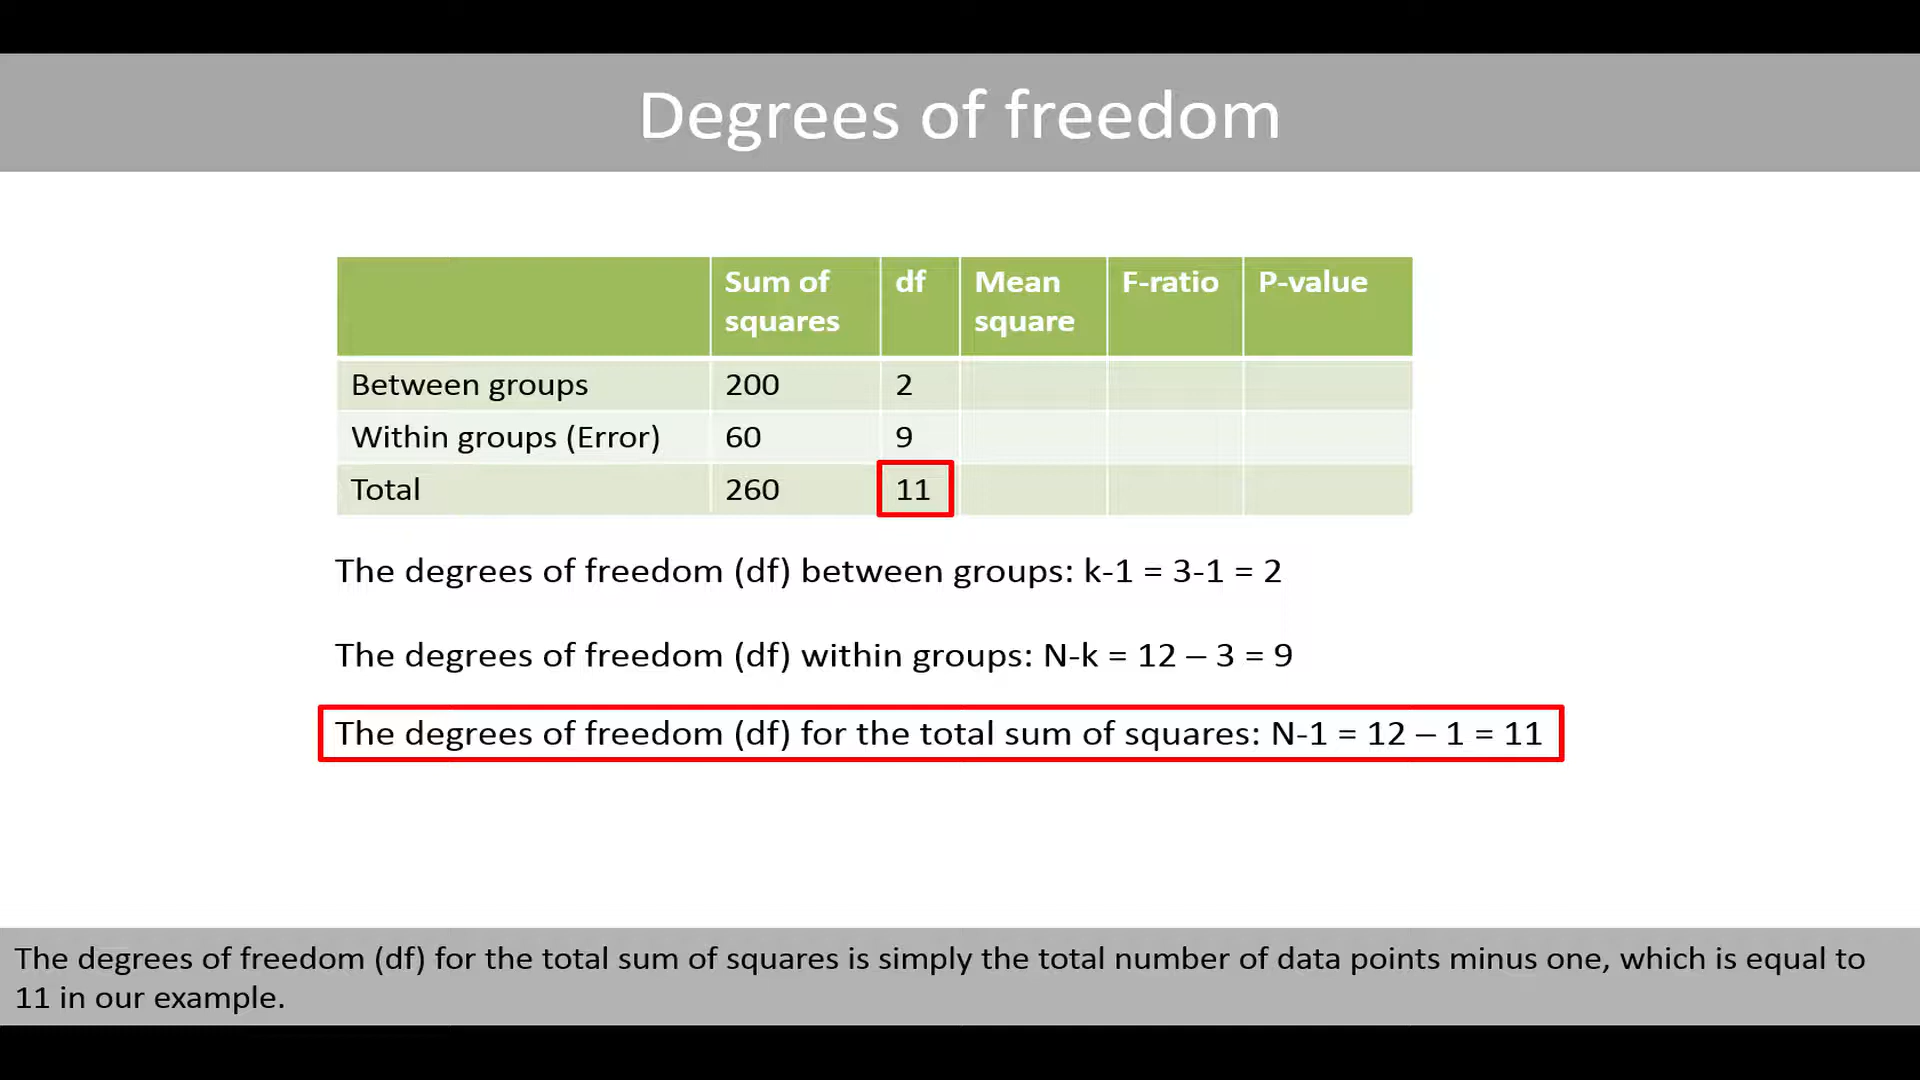 Degrees of freedom
Sum of squares df Mean square F-ratio P-value
Between groups 200 2
Within groups (Error) 60 9
Total 260 11
The degrees of freedom (df) between groups: k-1 = 3-1 = 2
The degrees of freedom (df) within groups: N-k = 12 – 3 = 9
The degrees of freedom (df) for the total sum of squares: N-1 = 12 – 1 = 11
The degrees of freedom (df) for the total sum of squares is simply the total number of data points minus one, which is equal to
11 in our example.